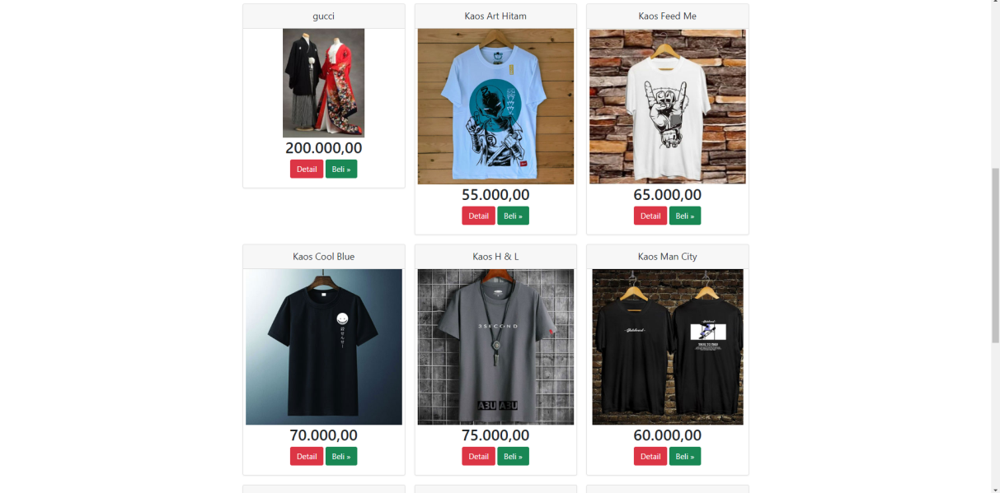 gucci
Kaos Art Hitam
Kaos Feed Me
200.000,00
Detail
Beli »
55.000,00
Detail
Beli »
65.000,00
Detail
Beli »
Kaos Cool Blue
Kaos H & L
Kaos Man City
3SECOND
A3U A3U
70.000,00
Detail
Beli »
75.000,00
Detail
Beli »
60.000,00
Detail
Beli »